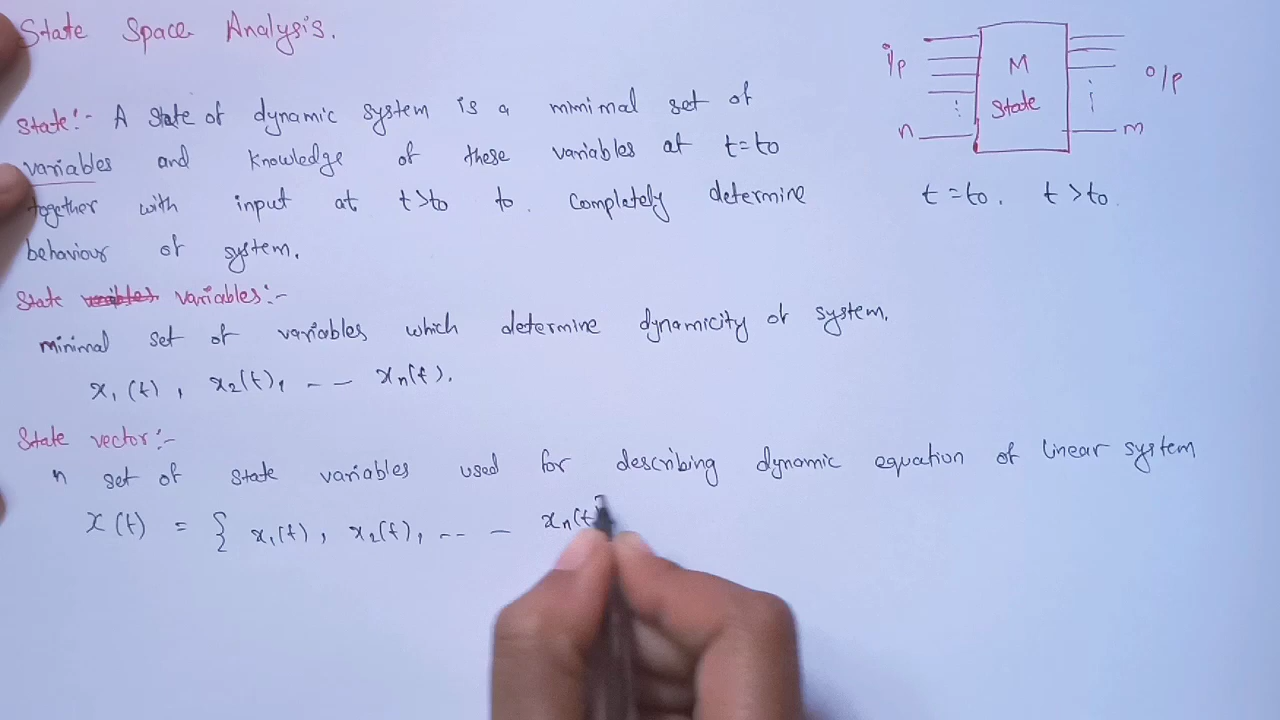 State Space Analysis.
i/p
M
State
o/p
n
m
t = to. t > to.
State:- A State of dynamic system is a minimal set of
variables and knowledge of these variables at t = to
together with input at t > to to. completely determine
behaviour of system.
State variables:-
minimal set of variables which determine dynamicity of system.
x₁(t), x₂(t), -- xn(t).
State vector:-
n set of state variables used for describing dynamic equation of linear system
x(t) = { x₁(t), x₂(t), --- xn(t)